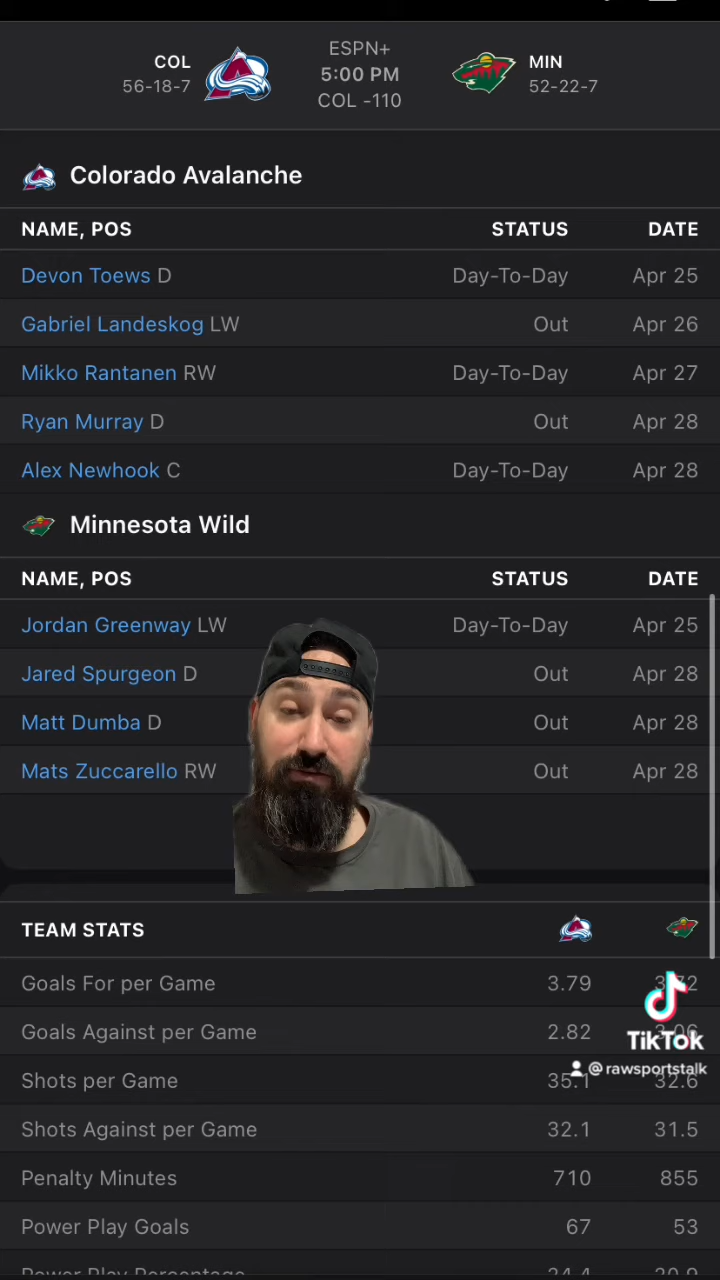 COL
56-18-7
ESPN+
5:00 PM
COL -110
MIN
52-22-7
Colorado Avalanche
NAME, POS STATUS DATE
Devon Toews D Day-To-Day Apr 25
Gabriel Landeskog LW Out Apr 26
Mikko Rantanen RW Day-To-Day Apr 27
Ryan Murray D Out Apr 28
Alex Newhook C Day-To-Day Apr 28
Minnesota Wild
NAME, POS STATUS DATE
Jordan Greenway LW Day-To-Day Apr 25
Jared Spurgeon D Out Apr 28
Matt Dumba D Out Apr 28
Mats Zuccarello RW Out Apr 28
TEAM STATS
Goals For per Game 3.79
Goals Against per Game 2.82
Shots per Game 35.1 32.6
Shots Against per Game 32.1 31.5
Penalty Minutes 710 855
Power Play Goals 67 53
Power Play Percentage
TikTok
@rawsportstalk